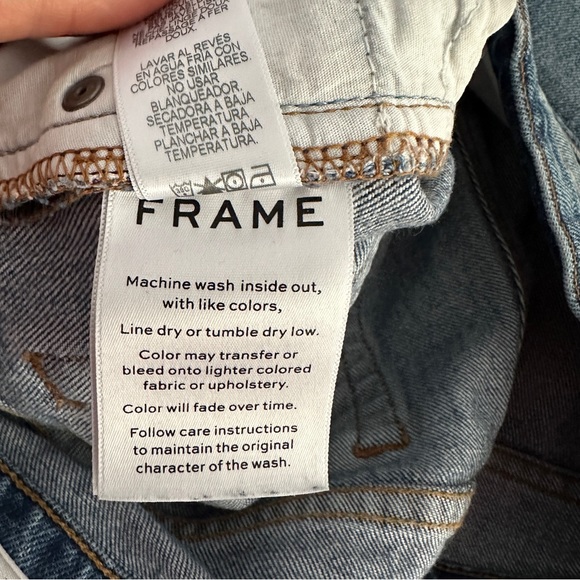 REPASSAGE A FER
DOUX.
LAVAR AL REVÉS
EN AGUA FRIA CON
COLORES SIMILARES.
NO USAR
BLANQUEADOR.
SECADORA A BAJA
TEMPERATURA
PLANCHAR A BAJA
TEMPERATURA.
FRAME
Machine wash inside out,
with like colors,
Line dry or tumble dry low.
Color may transfer or
bleed onto lighter colored
fabric or upholstery.
Color will fade over time.
Follow care instructions
to maintain the original
character of the wash.